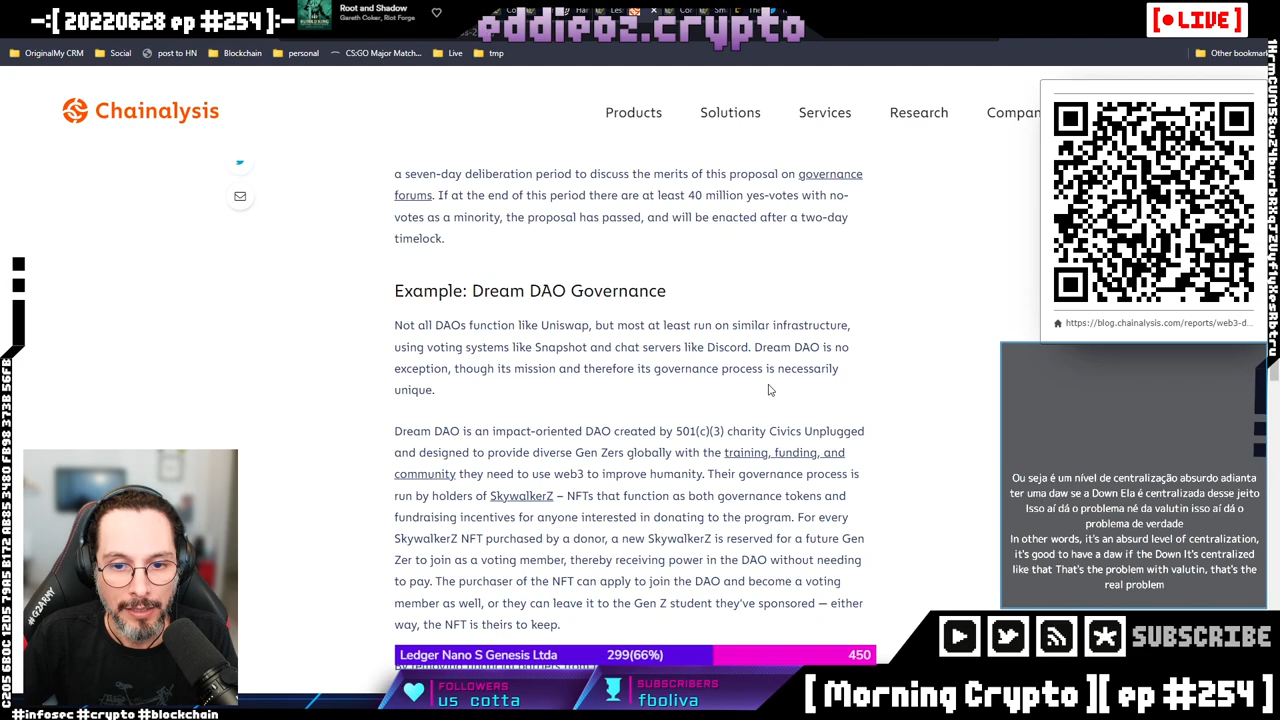 —:[ 20220628 ep #254 ]:—
Root and Shadow
Gareth Coker, Riot Forge
eddieoz.crypto
[ LIVE ]
OriginalMy CRM
Social
post to HN
Blockchain
personal
CS:GO Major Match...
Live
tmp
Other bookmar
Chainalysis
Products
Solutions
Services
Research
Compan
a seven-day deliberation period to discuss the merits of this proposal on governance
forums. If at the end of this period there are at least 40 million yes-votes with no-
votes as a minority, the proposal has passed, and will be enacted after a two-day
timelock.
https://blog.chainalysis.com/reports/web3-d...
Example: Dream DAO Governance
Not all DAOs function like Uniswap, but most at least run on similar infrastructure,
using voting systems like Snapshot and chat servers like Discord. Dream DAO is no
exception, though its mission and therefore its governance process is necessarily
unique.
Dream DAO is an impact-oriented DAO created by 501(c)(3) charity Civics Unplugged
and designed to provide diverse Gen Zers globally with the training, funding, and
community they need to use web3 to improve humanity. Their governance process is
run by holders of SkywalkerZ – NFTs that function as both governance tokens and
fundraising incentives for anyone interested in donating to the program. For every
SkywalkerZ NFT purchased by a donor, a new SkywalkerZ is reserved for a future Gen
Zer to join as a voting member, thereby receiving power in the DAO without needing
to pay. The purchaser of the NFT can apply to join the DAO and become a voting
member as well, or they can leave it to the Gen Z student they've sponsored — either
way, the NFT is theirs to keep.
Ou seja é um nível de centralização absurdo adianta
ter uma daw se a Down Ela é centralizada desse jeito
Isso aí dá o problema né da valutin isso aí dá o
problema de verdade
In other words, it's an absurd level of centralization,
it's good to have a daw if the Down It's centralized
like that That's the problem with valutin, that's the
real problem
#G2ARMY
Ledger Nano S Genesis Ltda
299(66%)
450
FOLLOWERS
us_cotta
SUBSCRIBERS
fboliva
SUBSCRIBE
[ Morning Crypto ][ ep #254 ]
#infosec #crypto #blockchain